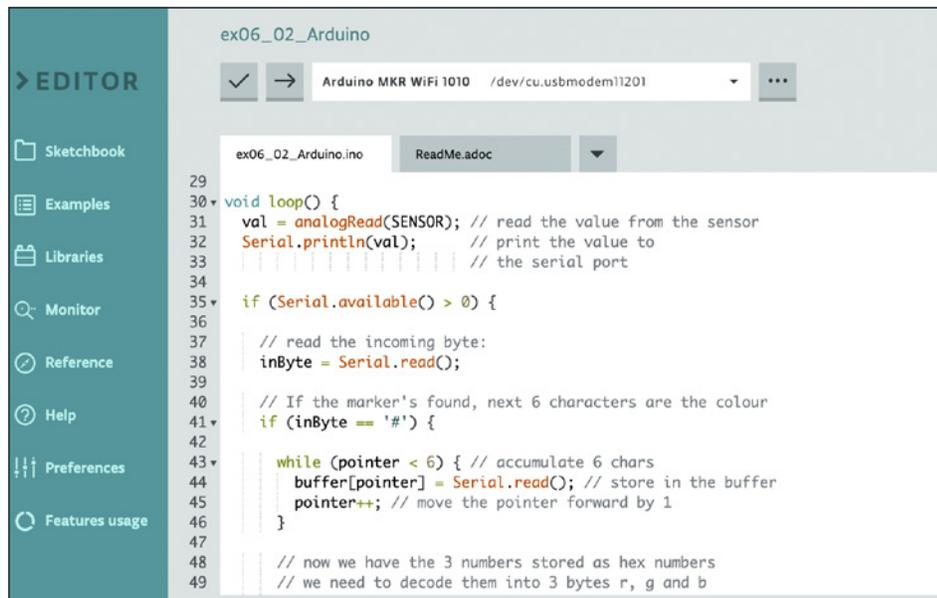 ex06_02_Arduino
>EDITOR
Arduino MKR WiFi 1010 /dev/cu.usbmodem11201
Sketchbook
Examples
Libraries
Monitor
Reference
Help
Preferences
Features usage
ex06_02_Arduino.ino ReadMe.adoc
29
30 void loop() {
31 val = analogRead(SENSOR); // read the value from the sensor
32 Serial.println(val); // print the value to
33 // the serial port
34
35 if (Serial.available() > 0) {
36
37 // read the incoming byte:
38 inByte = Serial.read();
39
40 // If the marker's found, next 6 characters are the colour
41 if (inByte == '#') {
42
43 while (pointer < 6) { // accumulate 6 chars
44 buffer[pointer] = Serial.read(); // store in the buffer
45 pointer++; // move the pointer forward by 1
46 }
47
48 // now we have the 3 numbers stored as hex numbers
49 // we need to decode them into 3 bytes r, g and b